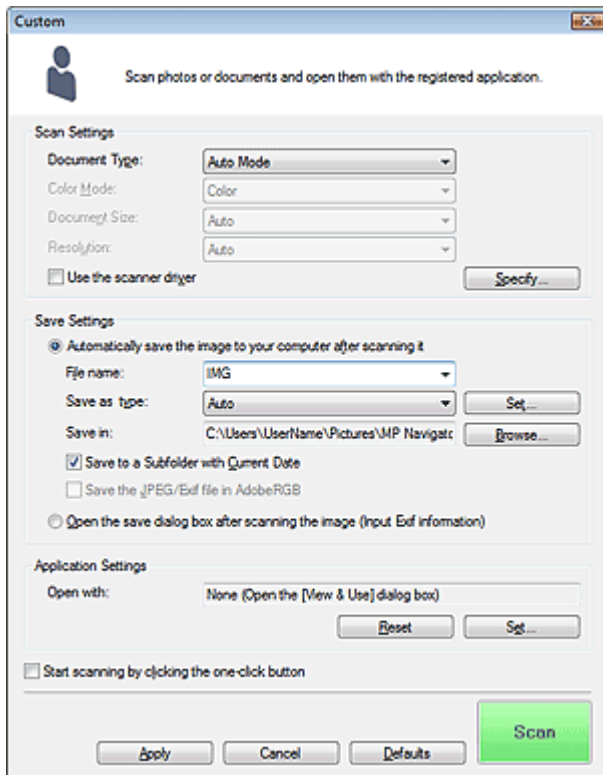 Custom
Scan photos or documents and open them with the registered application.
Scan Settings
Document Type: Auto Mode
Color Mode: Color
Document Size: Auto
Resolution: Auto
Use the scanner driver Specify...
Save Settings
Automatically save the image to your computer after scanning it
File name: IMG
Save as type: Auto Set...
Save in: C:\Users\UserName\Pictures\MP Navigatc Browse...
Save to a Subfolder with Current Date
Save the JPEG/Exif file in AdobeRGB
Open the save dialog box after scanning the image (Input Exif information)
Application Settings
Open with: None (Open the [View & Use] dialog box)
Reset Set...
Start scanning by clicking the one-click button
Scan
Apply Cancel Defaults